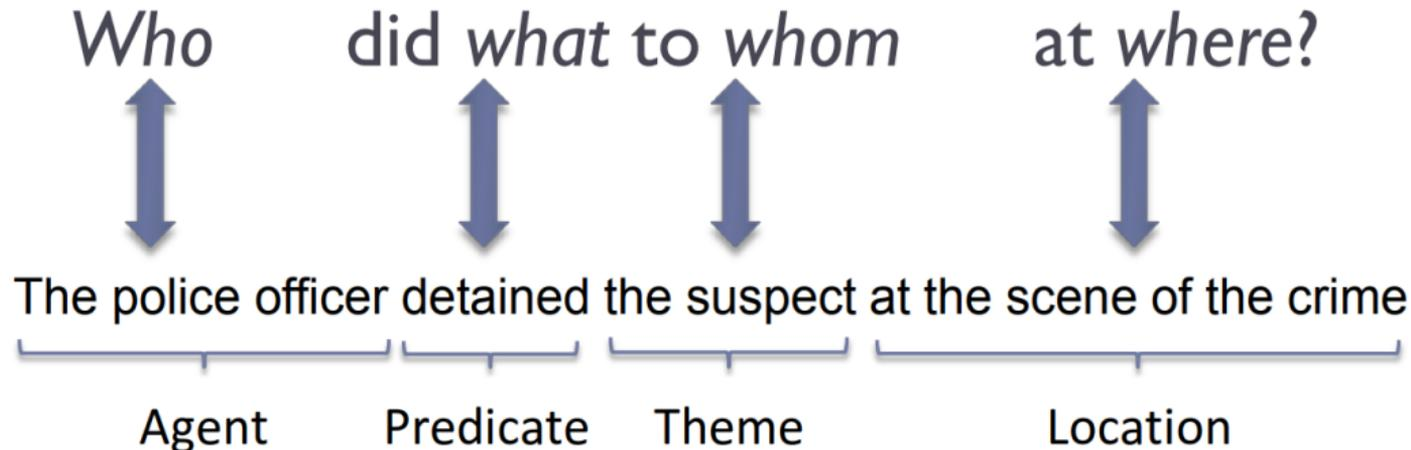 Who did what to whom at where?
The police officer detained the suspect at the scene of the crime
Agent Predicate Theme Location